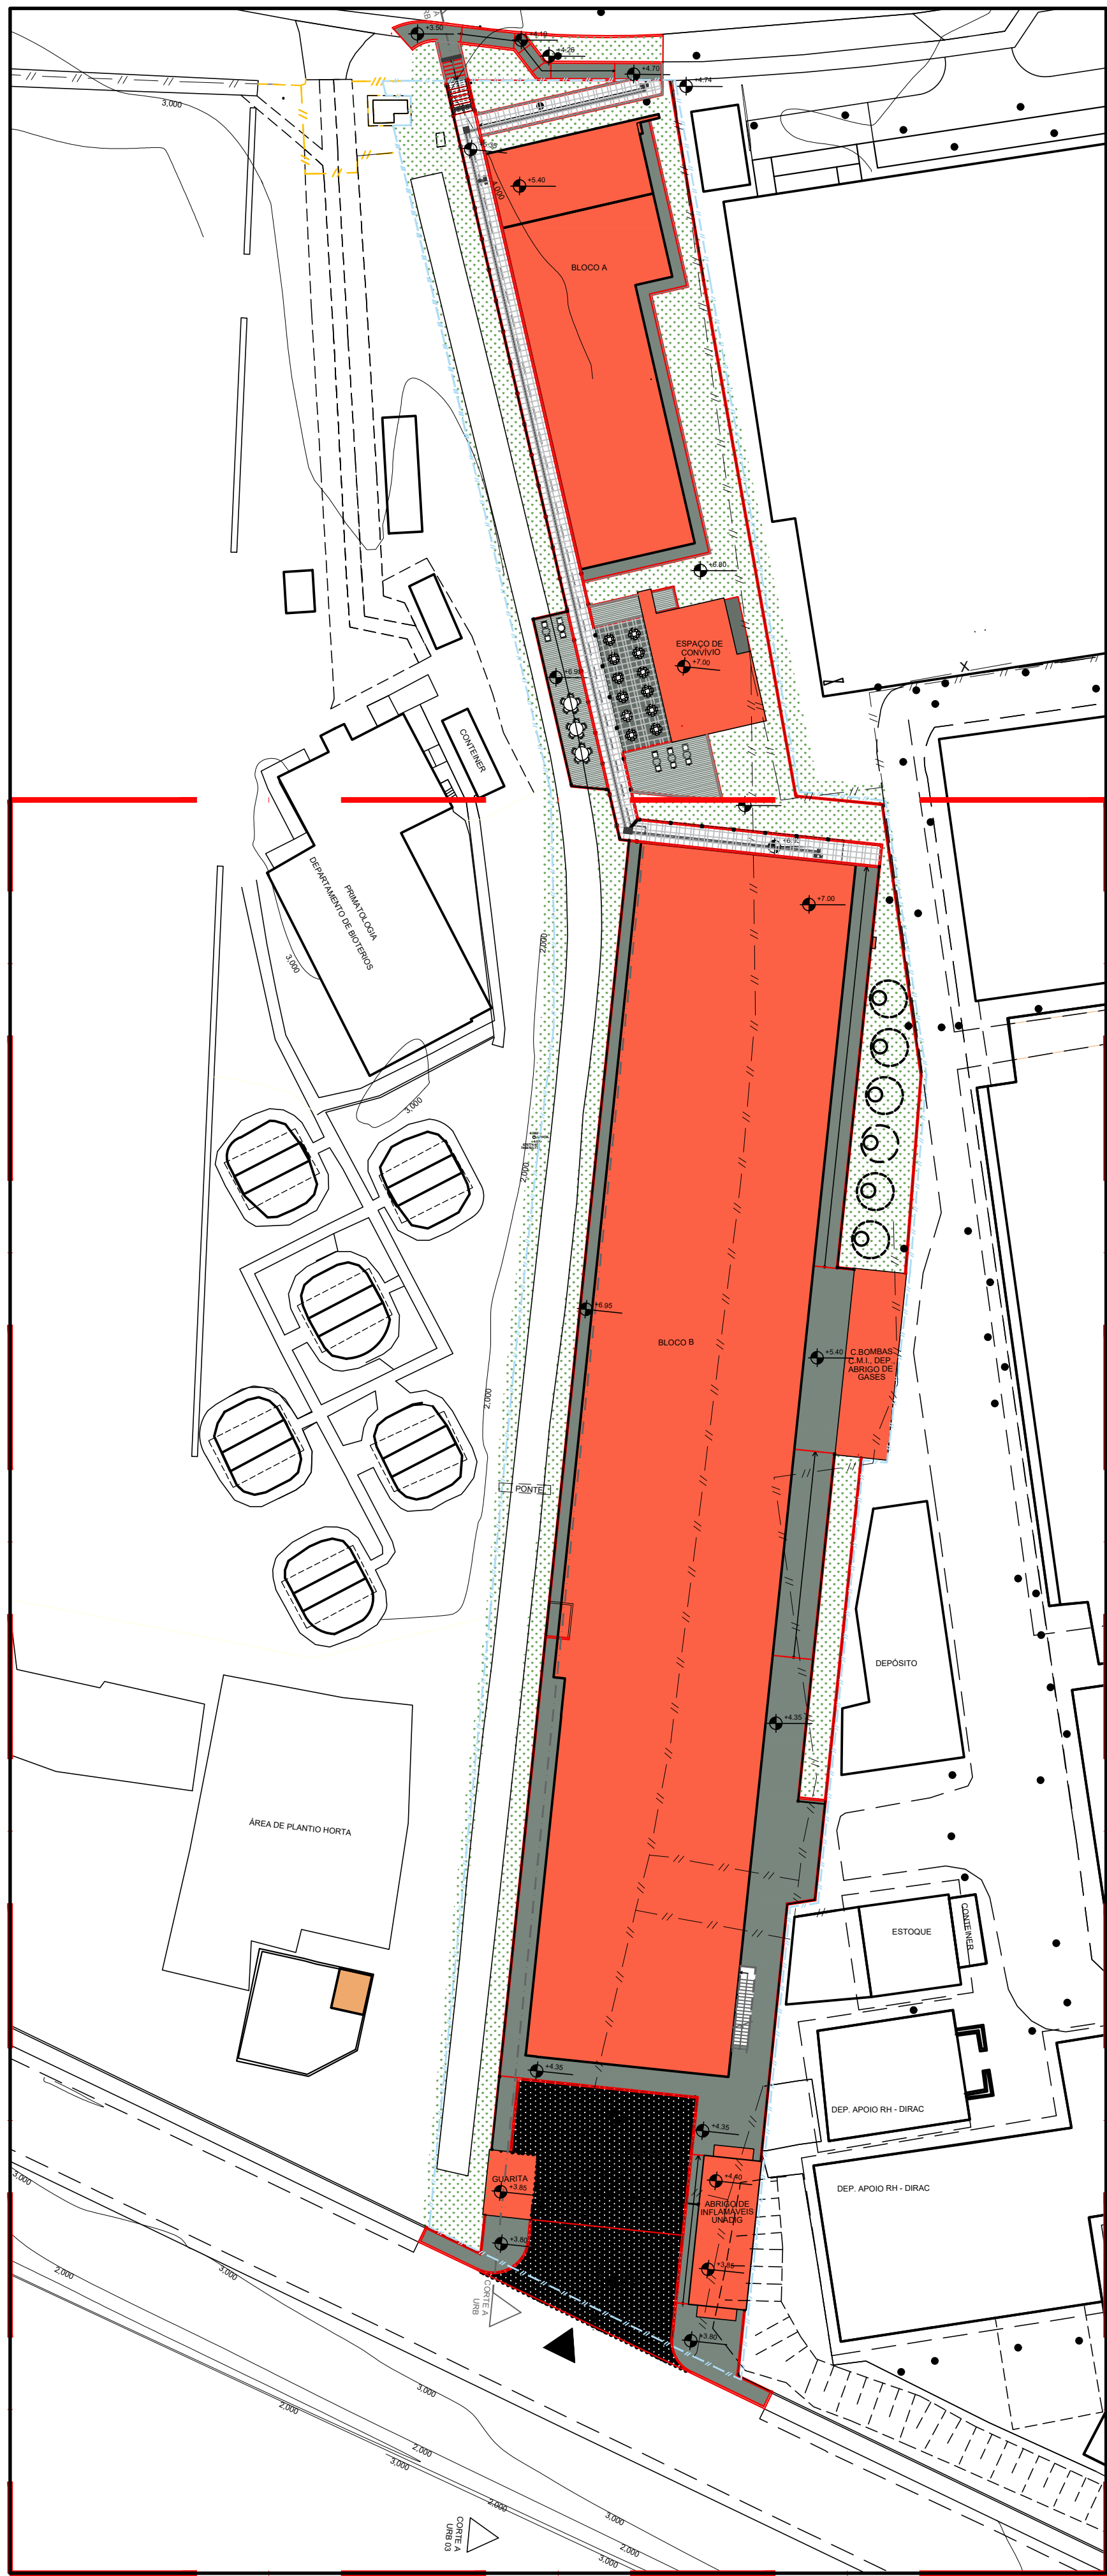 +3.50
+4.10
+4.26
+4.70
+4.74
3,000
+5.40
4,000
BLOCO A
+6.80
ESPAÇO DE
CONVÍVIO
+7.00
+6.95
X
CONTEINER
PRIMATOLOGIA
DEPARTAMENTO DE BIOTERIOS
3,000
+7.00
2,000
3,000
2,000
+6.95
BLOCO B
+5.40
C.BOMBAS
C.M.I., DEP.,
ABRIGO DE
GASES
2,000
PONTE
DEPÓSITO
+4.35
ÁREA DE PLANTIO HORTA
ESTOQUE
CONTEINER
+4.35
DEP. APOIO RH - DIRAC
+4.35
3,000
GUARITA
+3.85
+4.40
DEP. APOIO RH - DIRAC
ABRIGO DE
INFLAMÁVEIS
UNADIG
+3.80
+3.85
2,000
3,000
CORTE A
URB
+3.80
3,000
2,000
2,000
3,000
2,000
3,000
2,000
3,000
CORTE A
URB 03